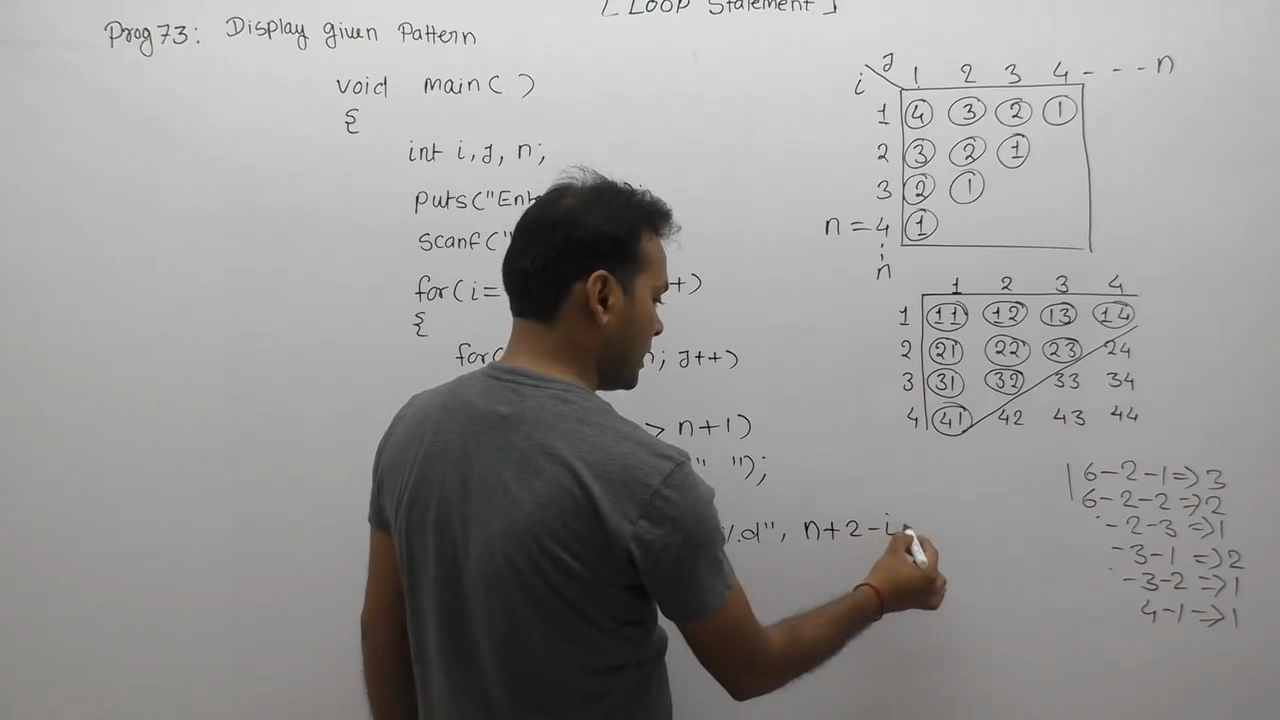 [ Loop Statement ]
Prog 73: Display given Pattern
void main( )
{
int i, J, n;
puts("Ent
scanf("
for(i= +)
{
for( n; J++)
> n+1)
" ");
%d", n+2-i
i J 1 2 3 4 - - - n
1 4 3 2 1
2 3 2 1
3 2 1
n = 4 1
n
1 2 3 4
1 11 12 13 14
2 21 22 23 24
3 31 32 33 34
4 41 42 43 44
6-2-1=>3
6-2-2=>2
-2-3=>1
-3-1=>2
-3-2=>1
4-1->1